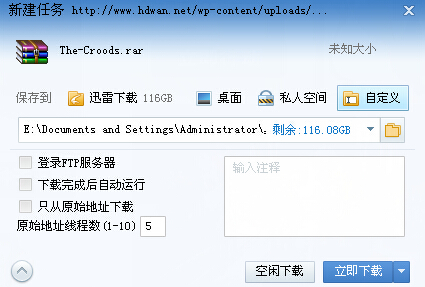 新建任务 http://www.hdwan.net/wp-content/uploads/...
The-Croods.rar 未知大小
保存到 迅雷下载 116GB 桌面 私人空间 自定义
E:\Documents and Settings\Administrator\ 剩余:116.08GB
登录FTP服务器 输入注释
下载完成后自动运行
只从原始地址下载
原始地址线程数(1-10) 5
空闲下载 立即下载